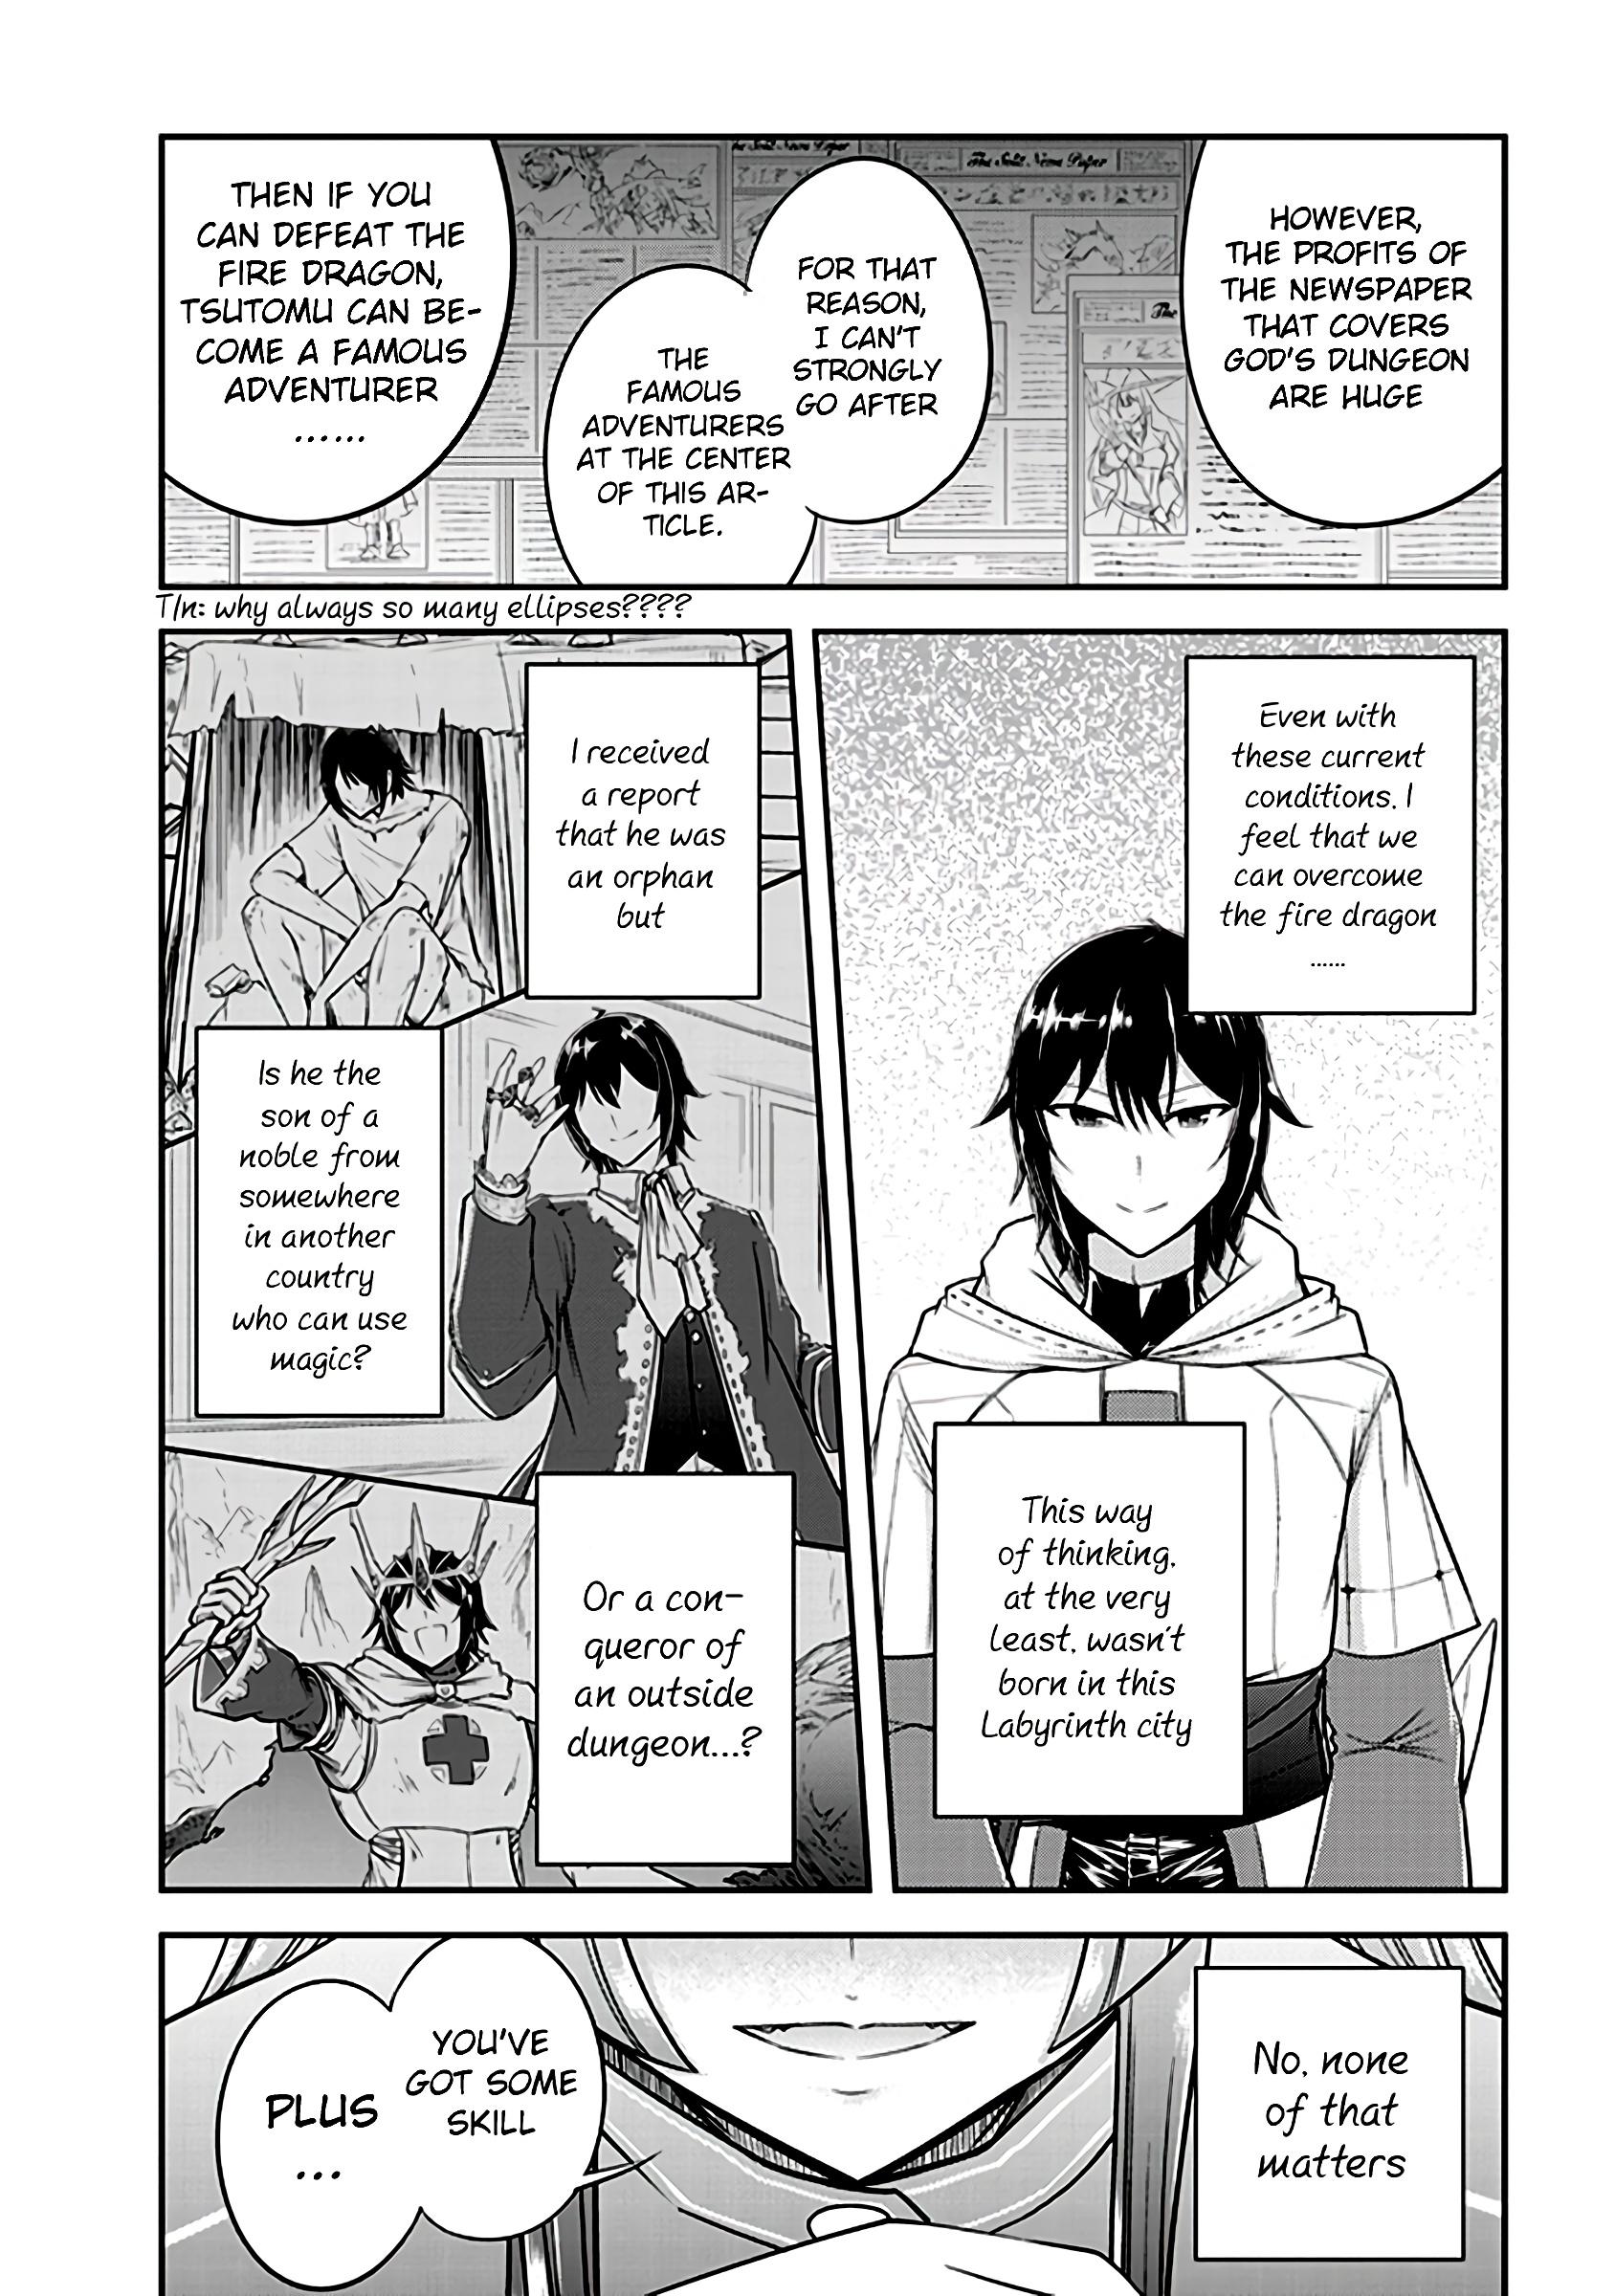 The Solit News Paper
HOWEVER,
THE PROFITS OF
THE NEWSPAPER
THAT COVERS
GOD'S DUNGEON
ARE HUGE
FOR THAT
REASON,
I CAN'T
STRONGLY
GO AFTER
THE
FAMOUS
ADVENTURERS
AT THE CENTER
OF THIS AR-
TICLE.
THEN IF YOU
CAN DEFEAT THE
FIRE DRAGON,
TSUTOMU CAN BE-
COME A FAMOUS
ADVENTURER
......
T/n: why always so many ellipses????
Even with
these current
conditions, I
feel that we
can overcome
the fire dragon
......
This way
of thinking,
at the very
least, wasn't
born in this
Labyrinth city
I received
a report
that he was
an orphan
but
Is he the
son of a
noble from
somewhere
in another
country
who can use
magic?
Or a con-
queror of
an outside
dungeon...?
No, none
of that
matters
YOU'VE
GOT SOME
SKILL
PLUS
...